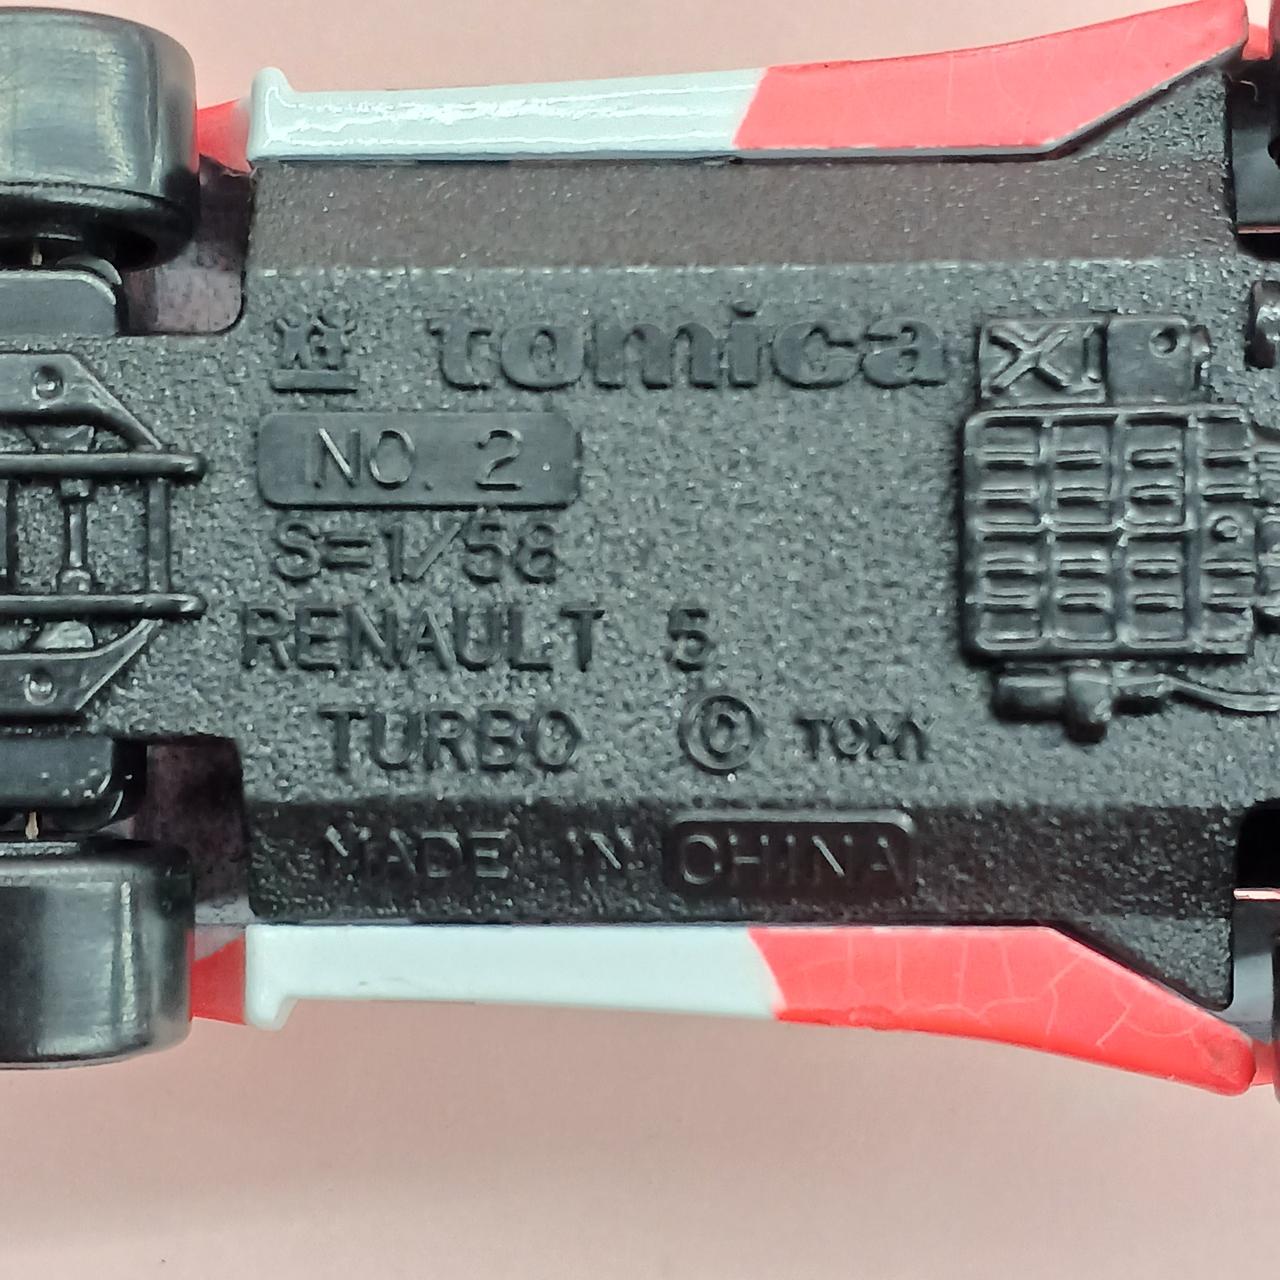 tomica
NO. 2
S=1/58
RENAULT 5
TURBO © TOMY
MADE IN CHINA